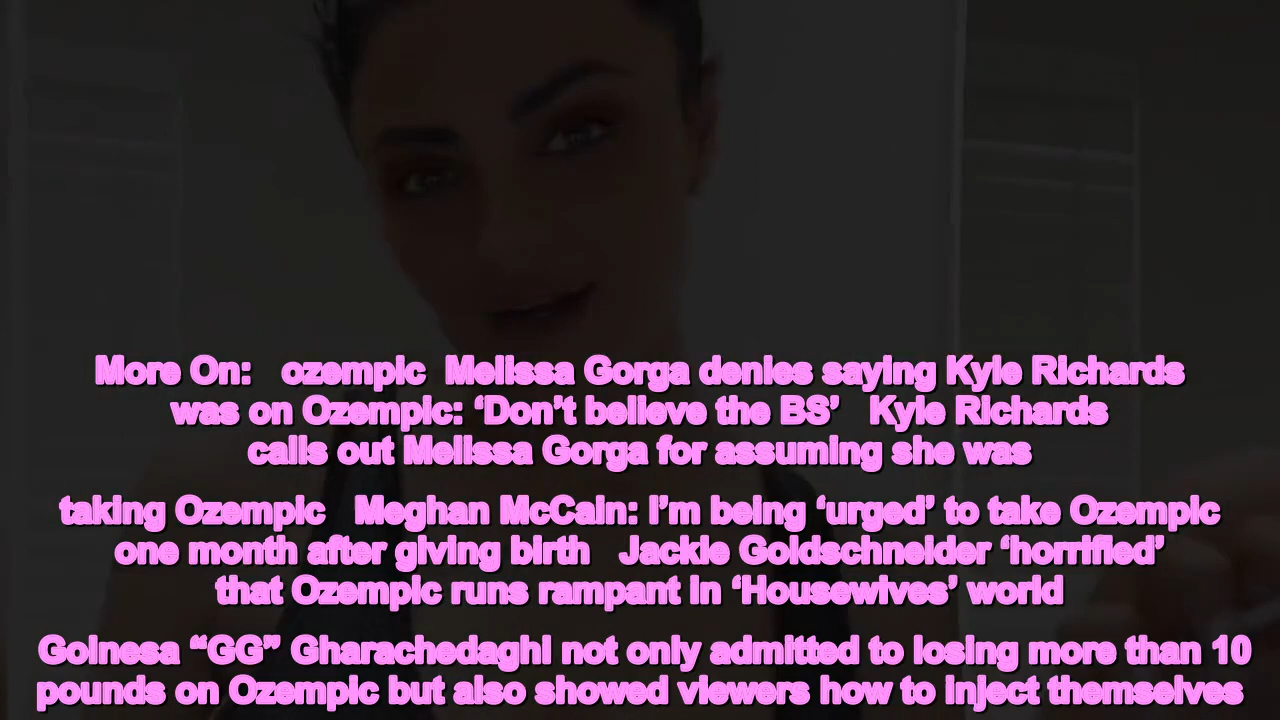 More On:   ozempic  Melissa Gorga denies saying Kyle Richards
was on Ozempic: ‘Don’t believe the BS’   Kyle Richards
calls out Melissa Gorga for assuming she was
taking Ozempic   Meghan McCain: I’m being ‘urged’ to take Ozempic
one month after giving birth   Jackie Goldschneider ‘horrified’
that Ozempic runs rampant in ‘Housewives’ world
Golnesa “GG” Gharachedaghi not only admitted to losing more than 10
pounds on Ozempic but also showed viewers how to inject themselves